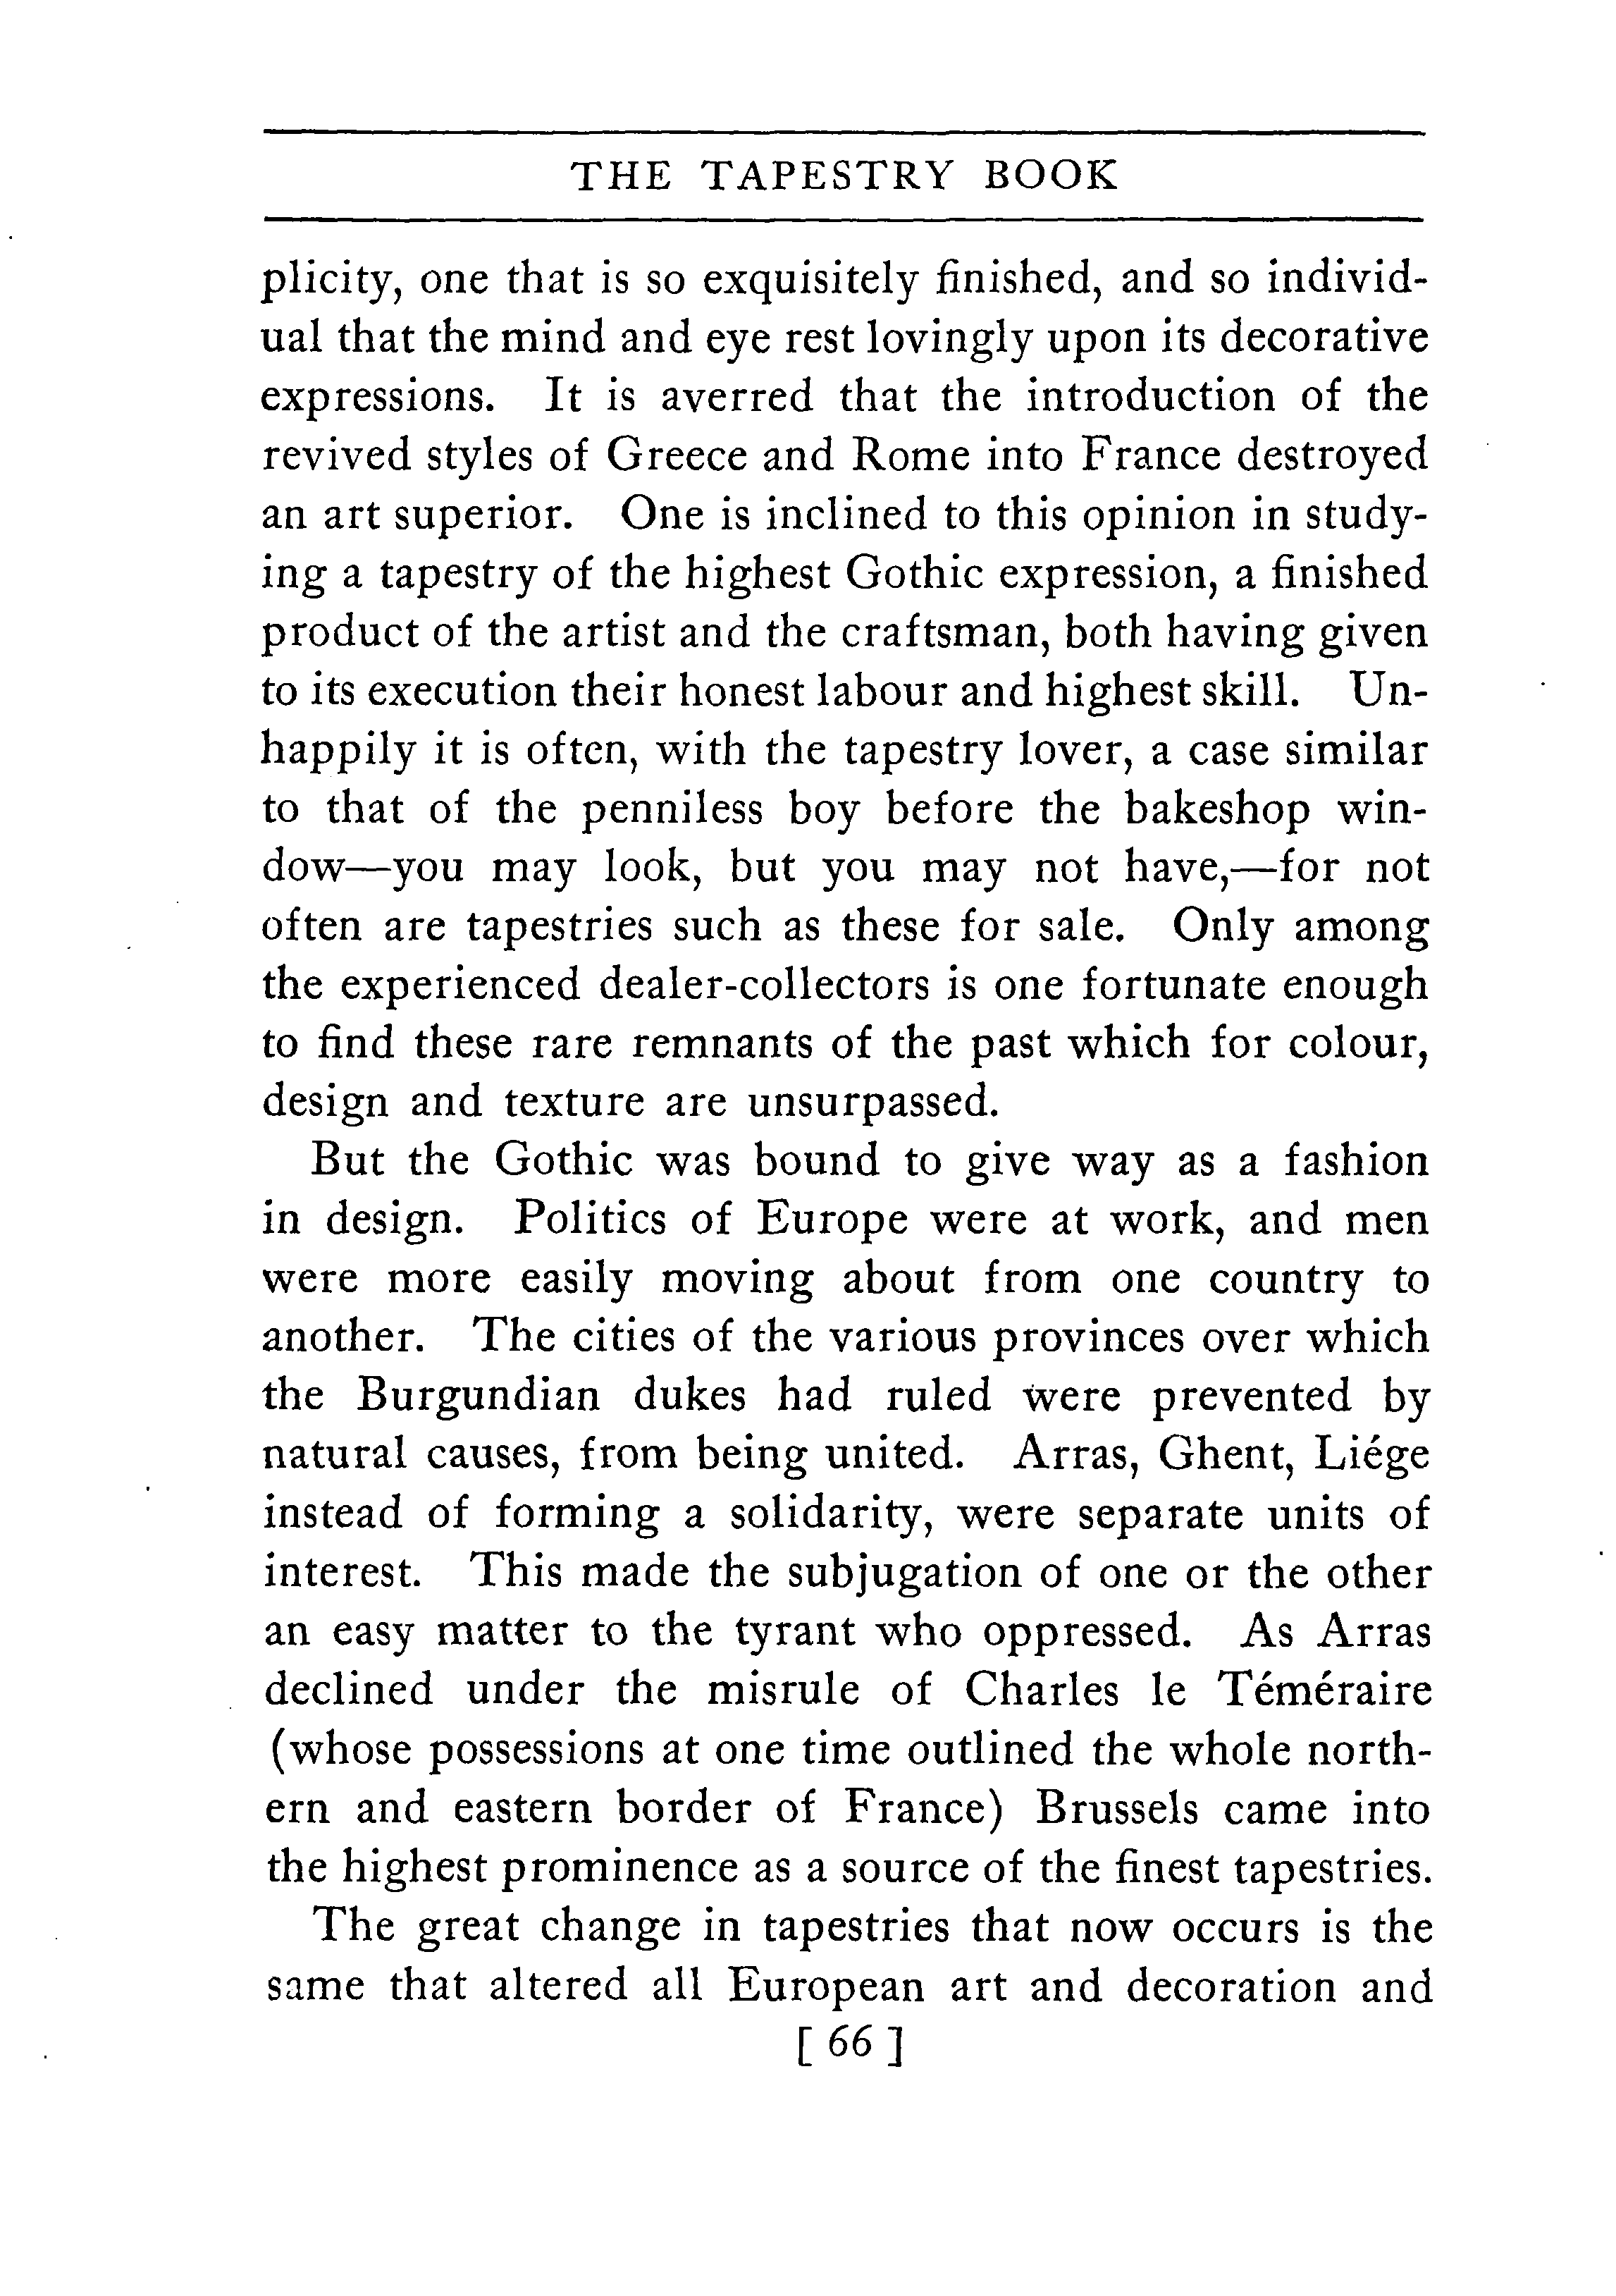 THE TAPESTRY BOOK
plicity, one that is so exquisitely finished, and so individ-
ual that the mind and eye rest lovingly upon its decorative
expressions. It is averred that the introduction of the
revived styles of Greece and Rome into France destroyed
an art superior. One is inclined to this opinion in study-
ing a tapestry of the highest Gothic expression, a finished
product of the artist and the craftsman, both having given
to its execution their honest labour and highest skill. Un-
happily it is often, with the tapestry lover, a case similar
to that of the penniless boy before the bakeshop win-
dow—you may look, but you may not have,—for not
often are tapestries such as these for sale. Only among
the experienced dealer-collectors is one fortunate enough
to find these rare remnants of the past which for colour,
design and texture are unsurpassed.
But the Gothic was bound to give way as a fashion
in design. Politics of Europe were at work, and men
were more easily moving about from one country to
another. The cities of the various provinces over which
the Burgundian dukes had ruled were prevented by
natural causes, from being united. Arras, Ghent, Liége
instead of forming a solidarity, were separate units of
interest. This made the subjugation of one or the other
an easy matter to the tyrant who oppressed. As Arras
declined under the misrule of Charles le Téméraire
(whose possessions at one time outlined the whole north-
ern and eastern border of France) Brussels came into
the highest prominence as a source of the finest tapestries.
The great change in tapestries that now occurs is the
same that altered all European art and decoration and
[ 66 ]